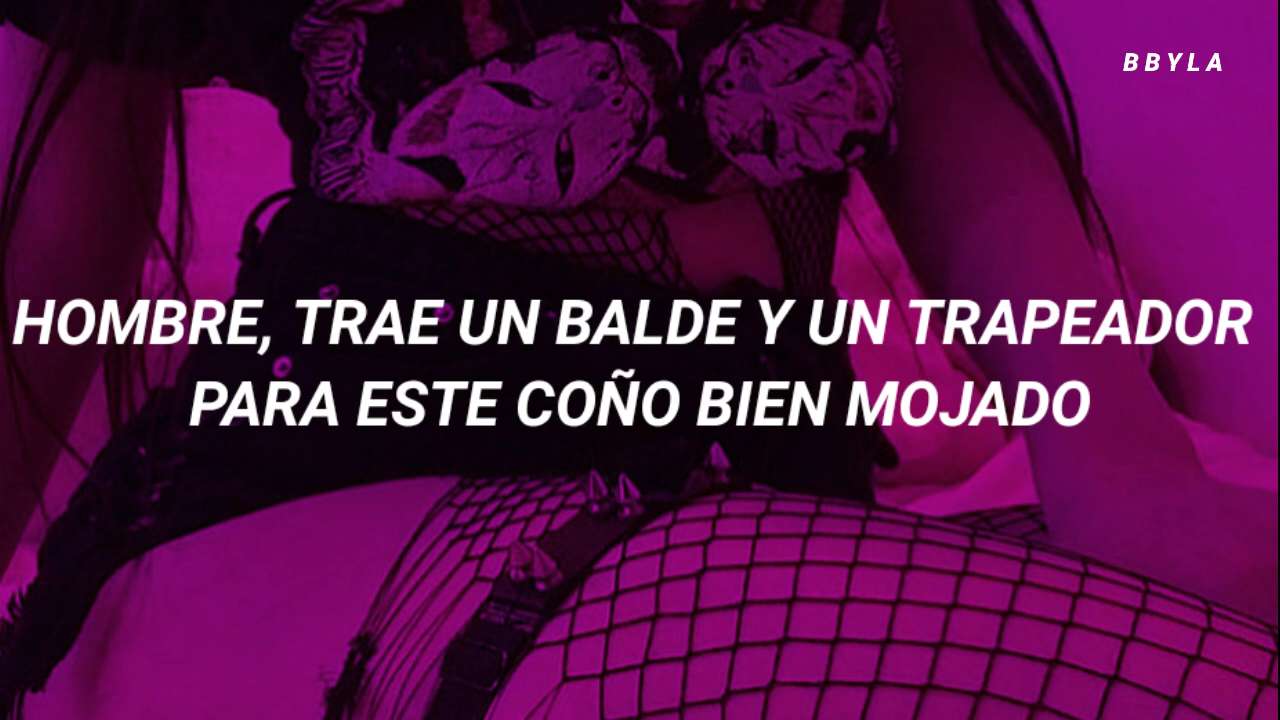 BBYLA
HOMBRE, TRAE UN BALDE Y UN TRAPEADOR
PARA ESTE COÑO BIEN MOJADO